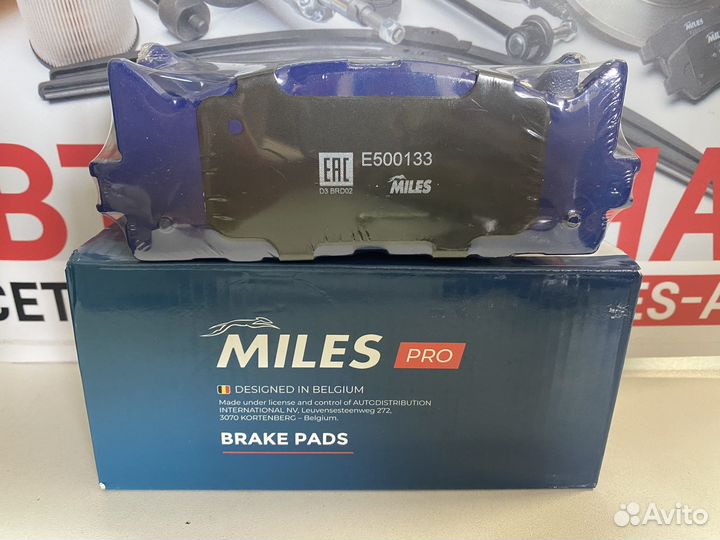 MILES
E500133
EAC
D3 BRD02
MILES
MILES PRO
DESIGNED IN BELGIUM
Made under license and control of AUTODISTRIBUTION
INTERNATIONAL NV, Leuvensesteenweg 272,
3070 KORTENBERG – Belgium.
BRAKE PADS
Avito